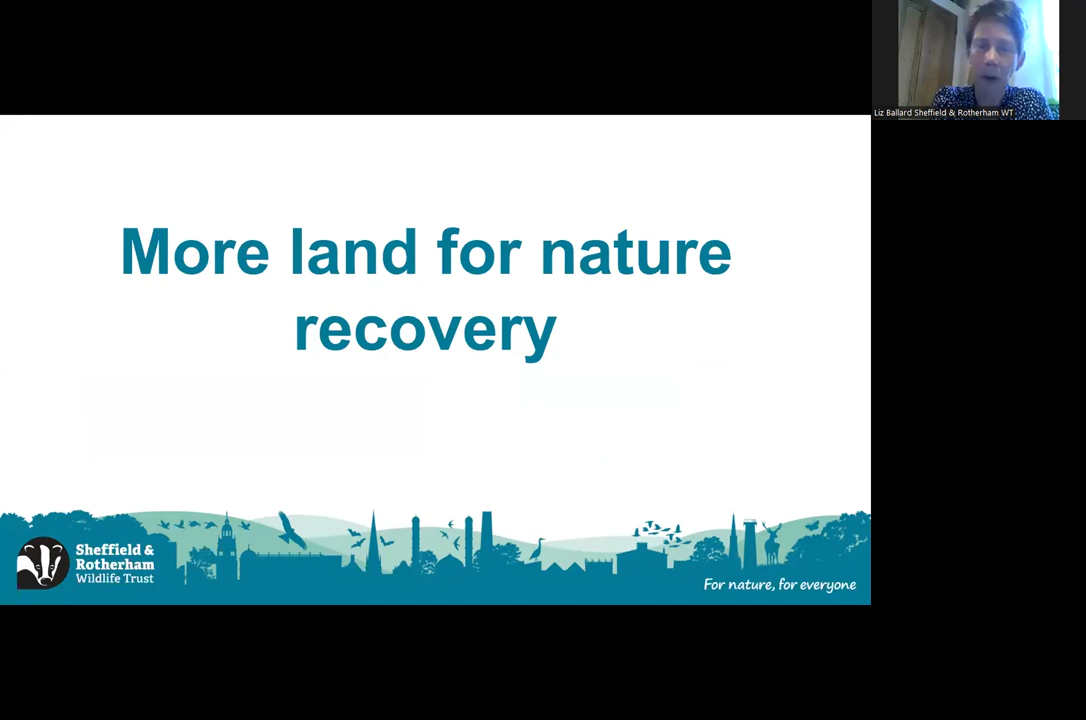 Liz Ballard Sheffield & Rotherham WT
More land for nature
recovery
Sheffield &
Rotherham
Wildlife Trust
For nature, for everyone